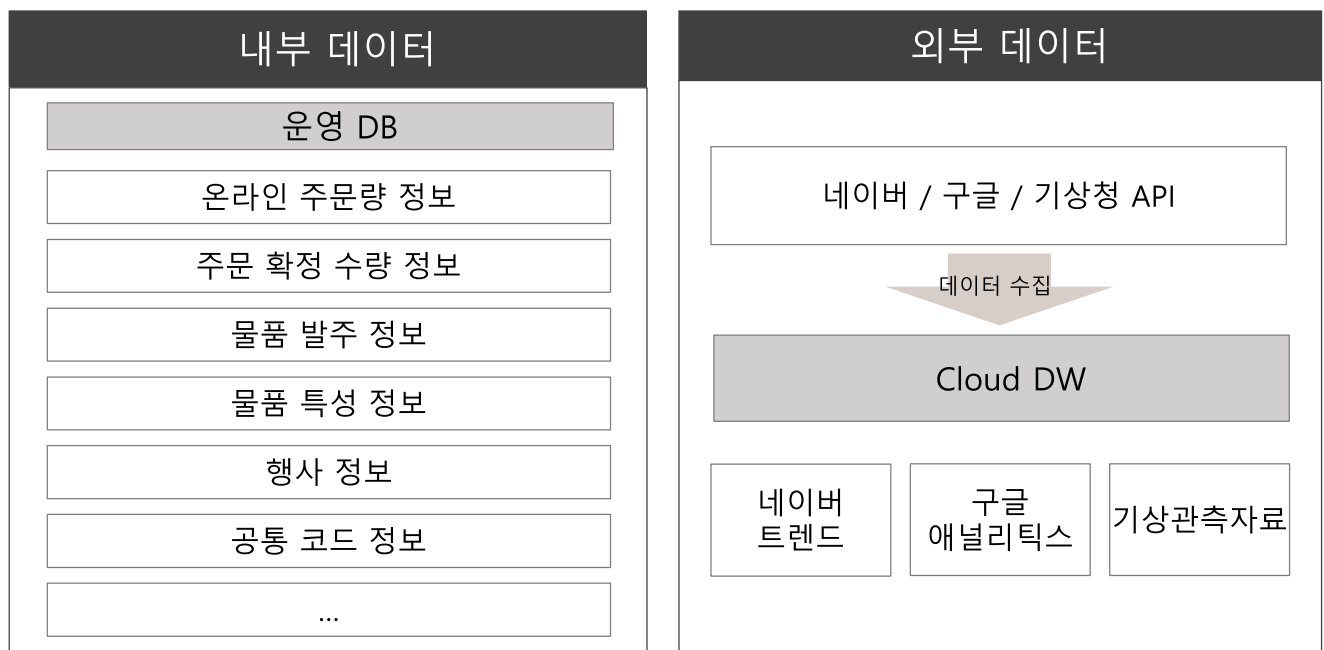 내부 데이터
운영 DB
온라인 주문량 정보
주문 확정 수량 정보
물품 발주 정보
물품 특성 정보
행사 정보
공통 코드 정보
...
외부 데이터
네이버 / 구글 / 기상청 API
데이터 수집
Cloud DW
네이버
트렌드
구글
애널리틱스
기상관측자료